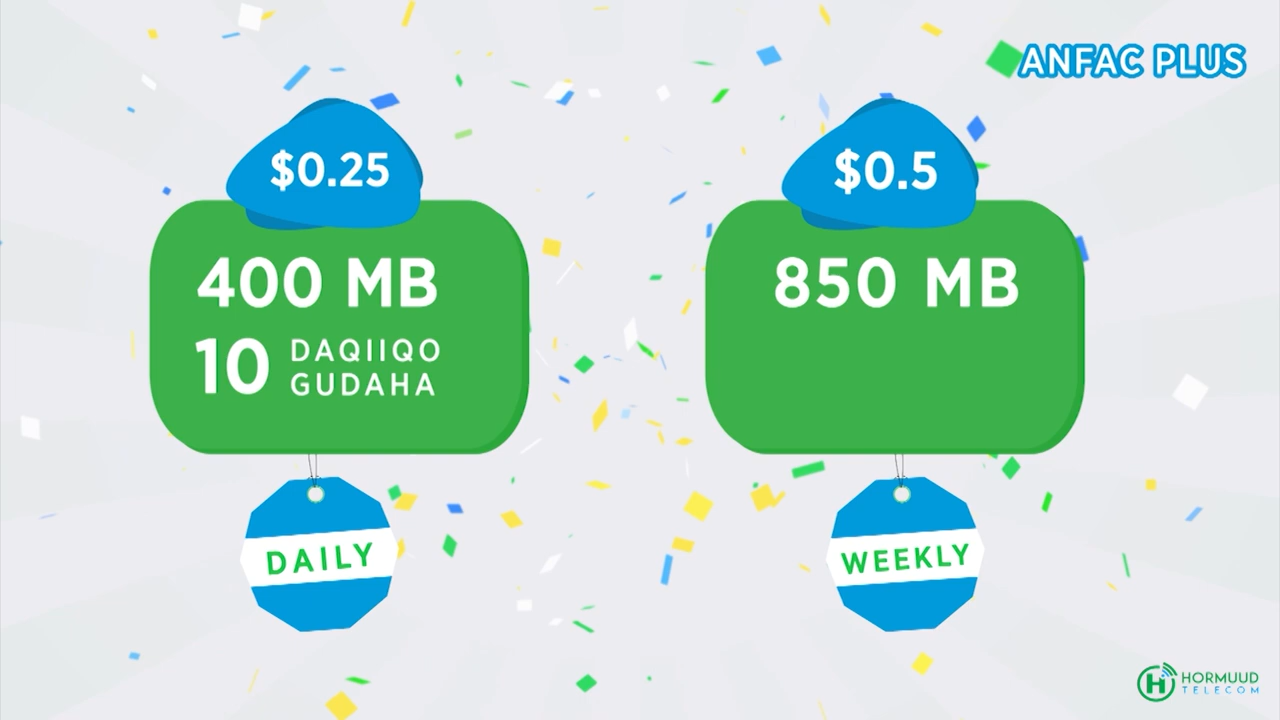 ANFAC PLUS
$0.25
400 MB
10 DAQIIQO
GUDAHA
DAILY
$0.5
850 MB
WEEKLY
HORMUUD
TELECOM